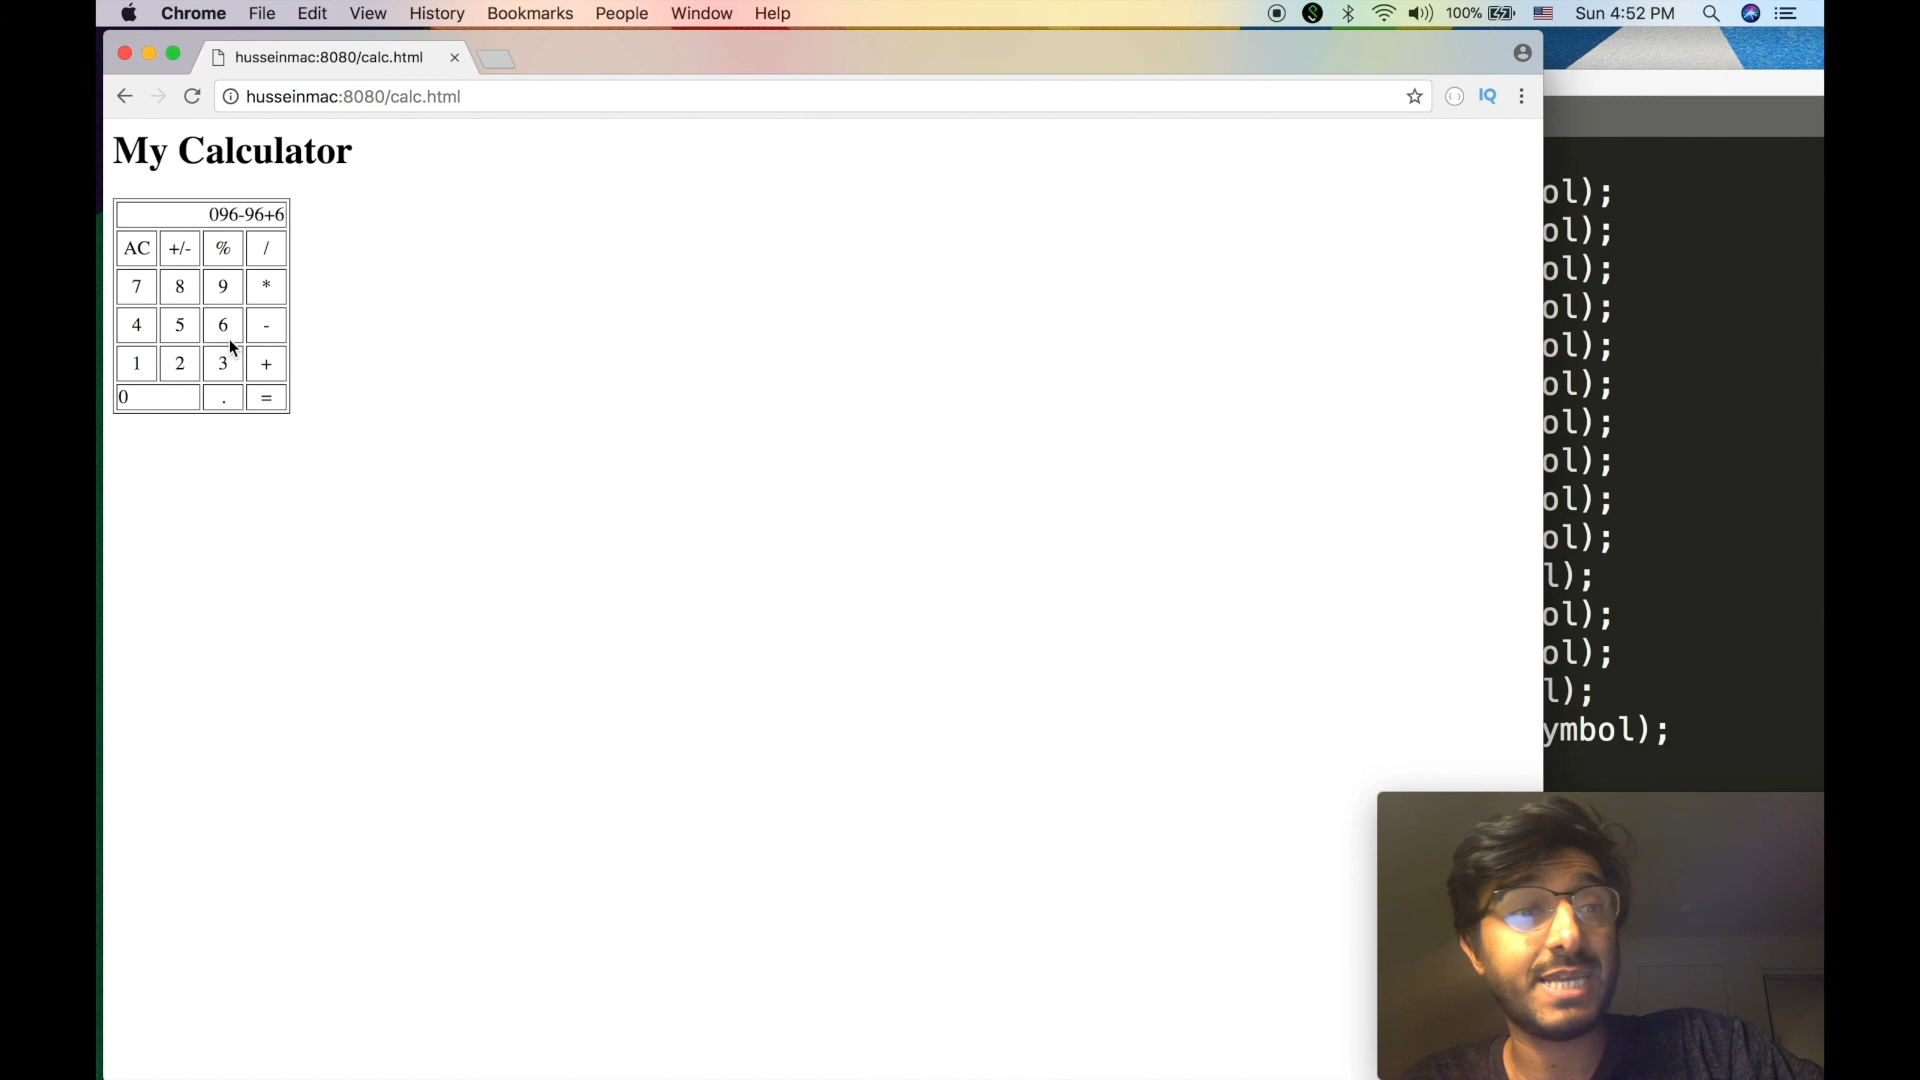 Chrome File Edit View History Bookmarks People Window Help 100% Sun 4:52 PM
husseinmac:8080/calc.html
husseinmac:8080/calc.html IQ
My Calculator
096-96+6
AC +/- % /
7 8 9 *
4 5 6 -
1 2 3 +
0 . =
ol);
ol);
ol);
ol);
ol);
ol);
ol);
ol);
ol);
ol);
l);
ol);
ol);
l);
ymbol);